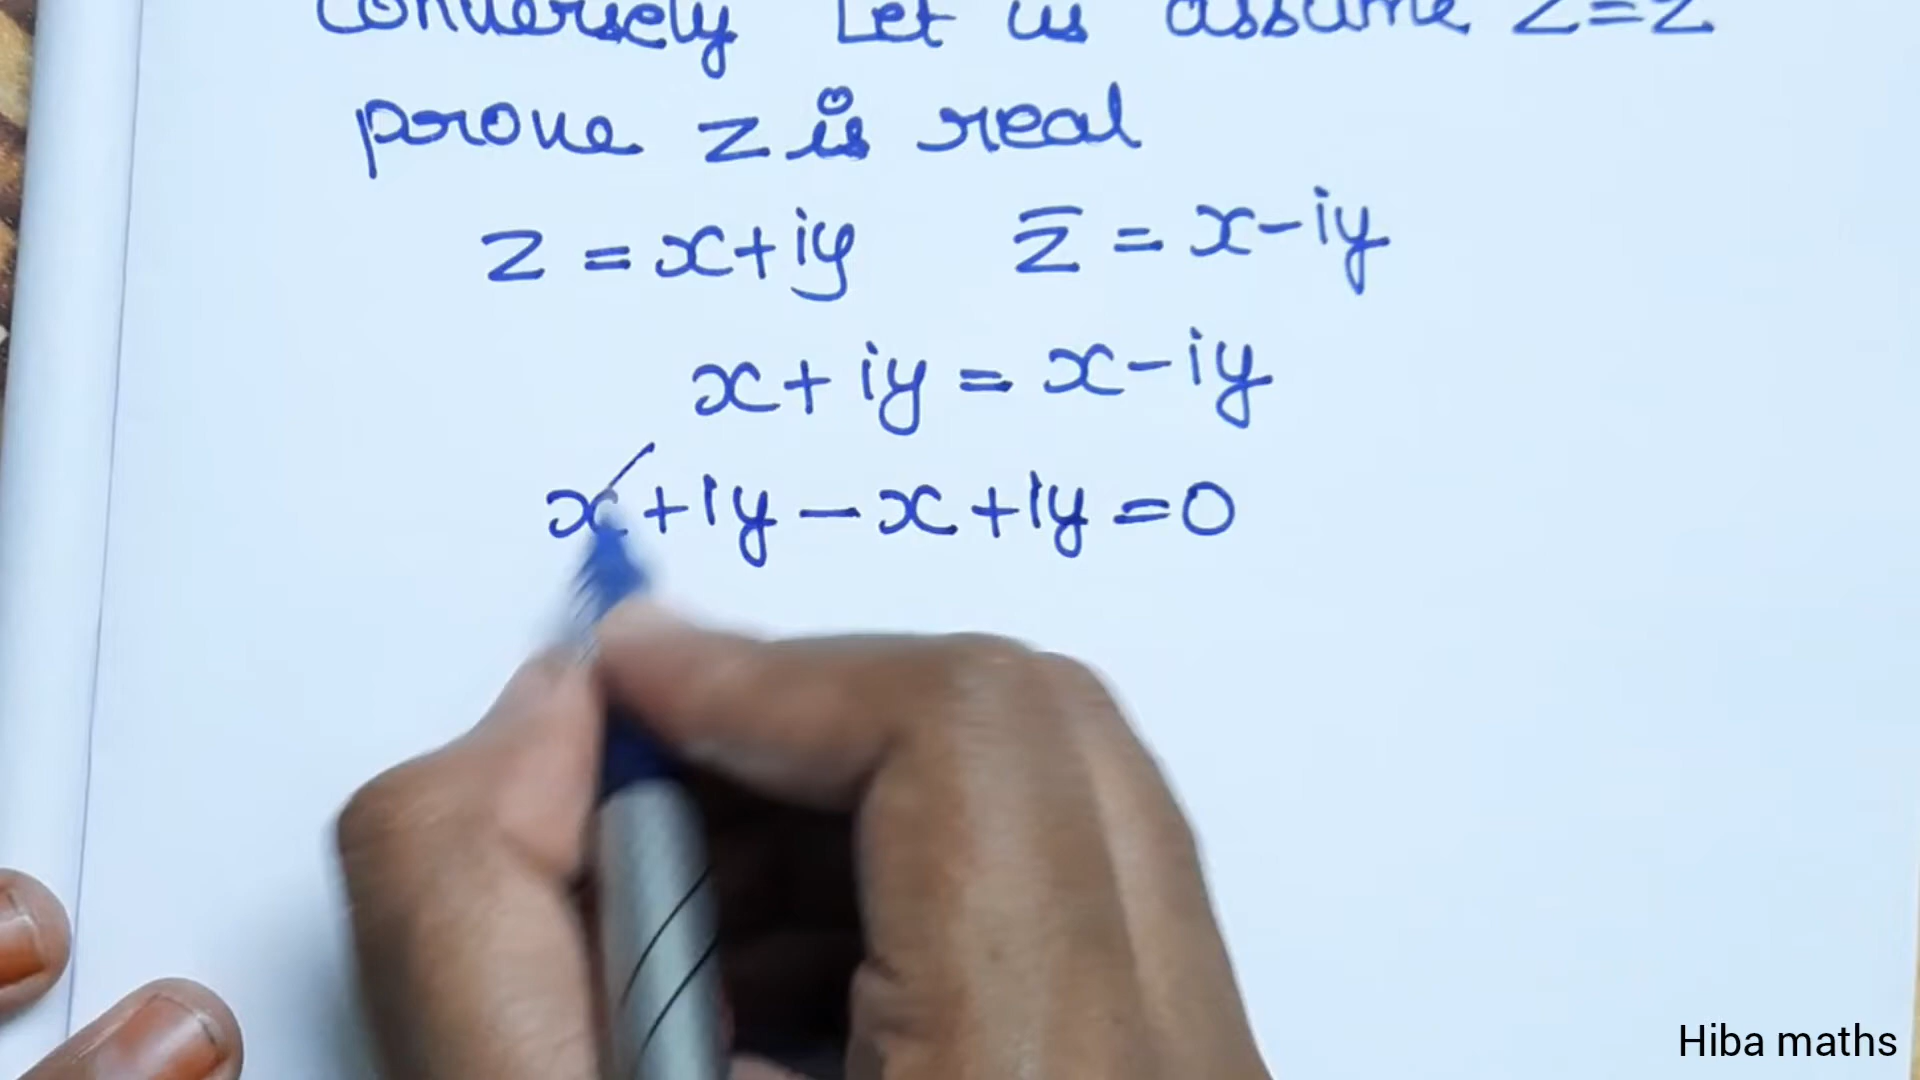 conversely Let us assume z=z
prove z is real
z = x+iy z̅ = x-iy
x+iy = x-iy
x+iy-x+iy=0
Hiba maths